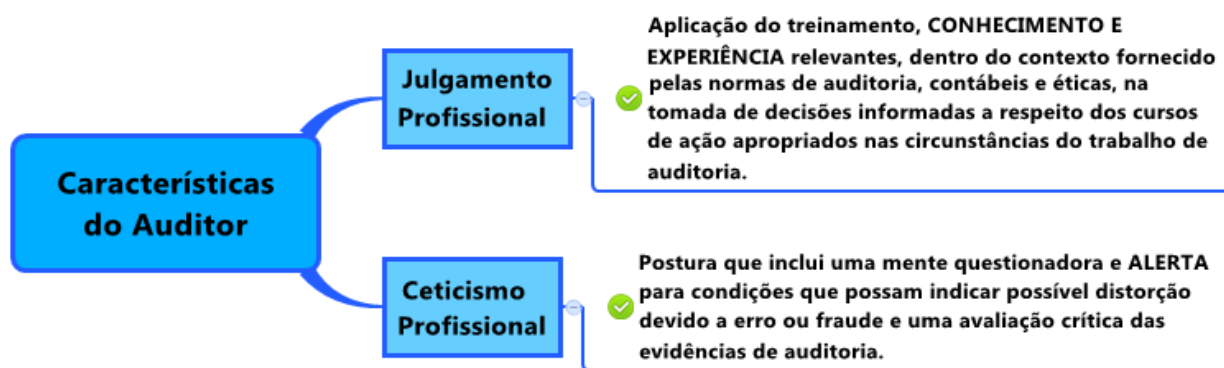 Características
do Auditor
Julgamento
Profissional
Aplicação do treinamento, CONHECIMENTO E
EXPERIÊNCIA relevantes, dentro do contexto fornecido
pelas normas de auditoria, contábeis e éticas, na
tomada de decisões informadas a respeito dos cursos
de ação apropriados nas circunstâncias do trabalho de
auditoria.
Ceticismo
Profissional
Postura que inclui uma mente questionadora e ALERTA
para condições que possam indicar possível distorção
devido a erro ou fraude e uma avaliação crítica das
evidências de auditoria.